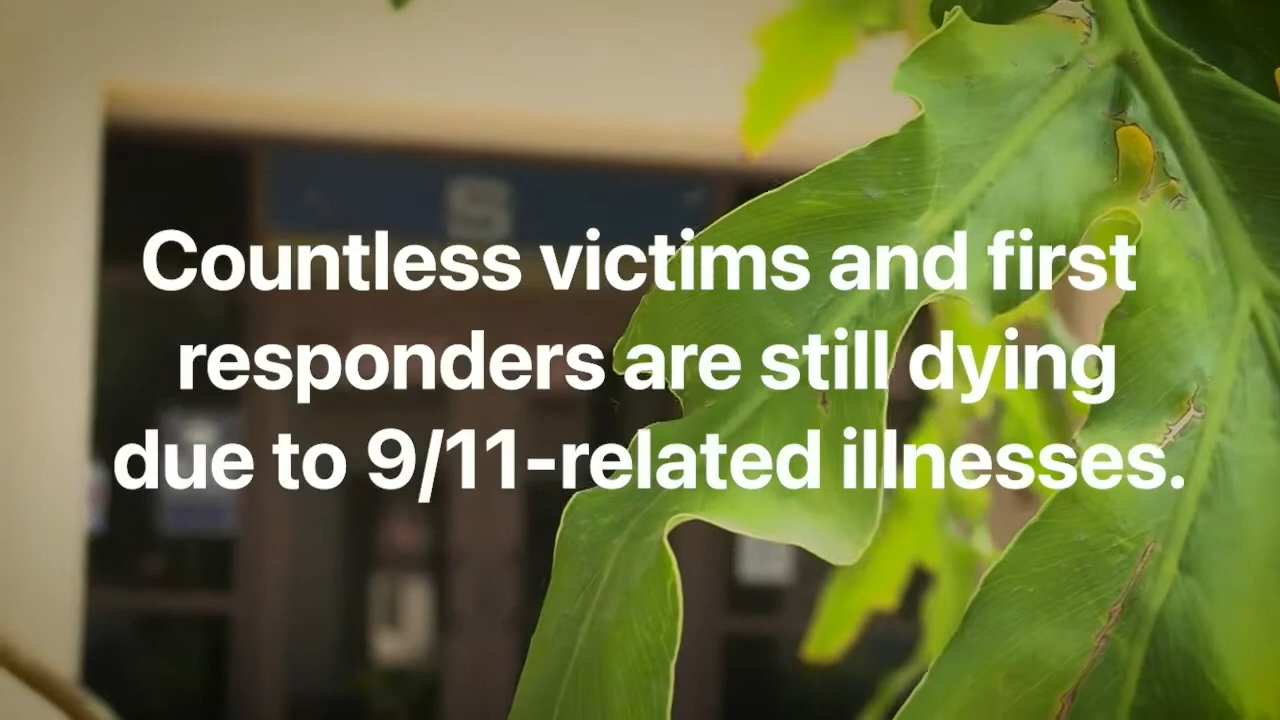 S
Countless victims and first
responders are still dying
due to 9/11-related illnesses.